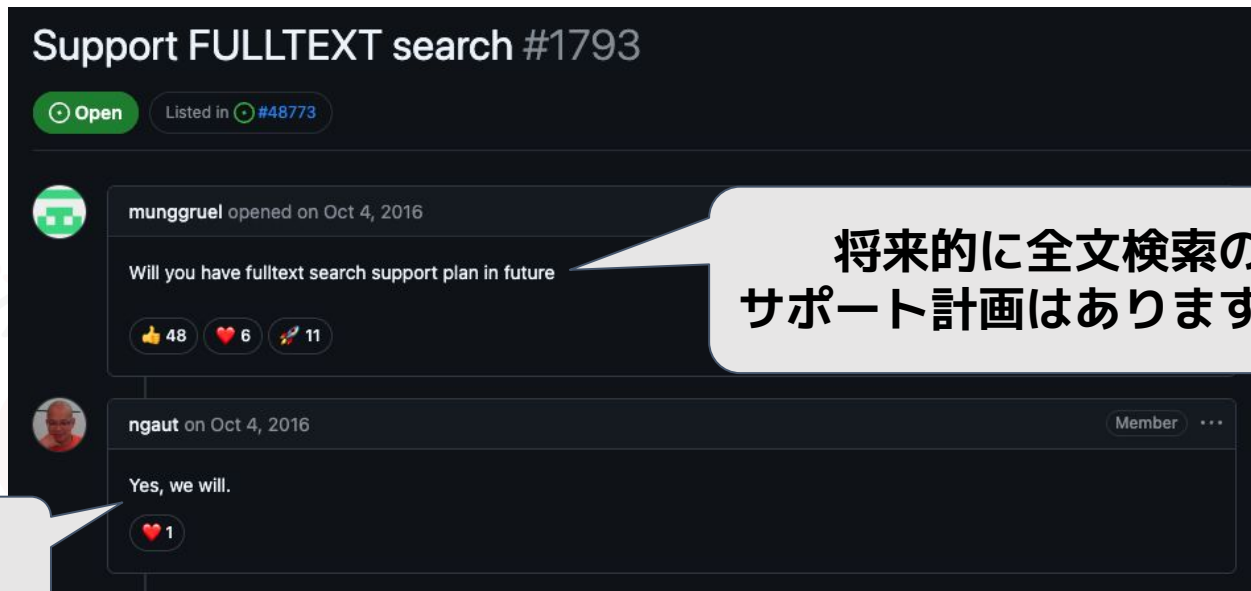 Support FULLTEXT search #1793
Open Listed in #48773
munggruel opened on Oct 4, 2016
Will you have fulltext search support plan in future
👍 48 ❤️ 6 🚀 11
将来的に全文検索の
サポート計画はあります
ngaut on Oct 4, 2016 Member ···
Yes, we will.
❤️ 1